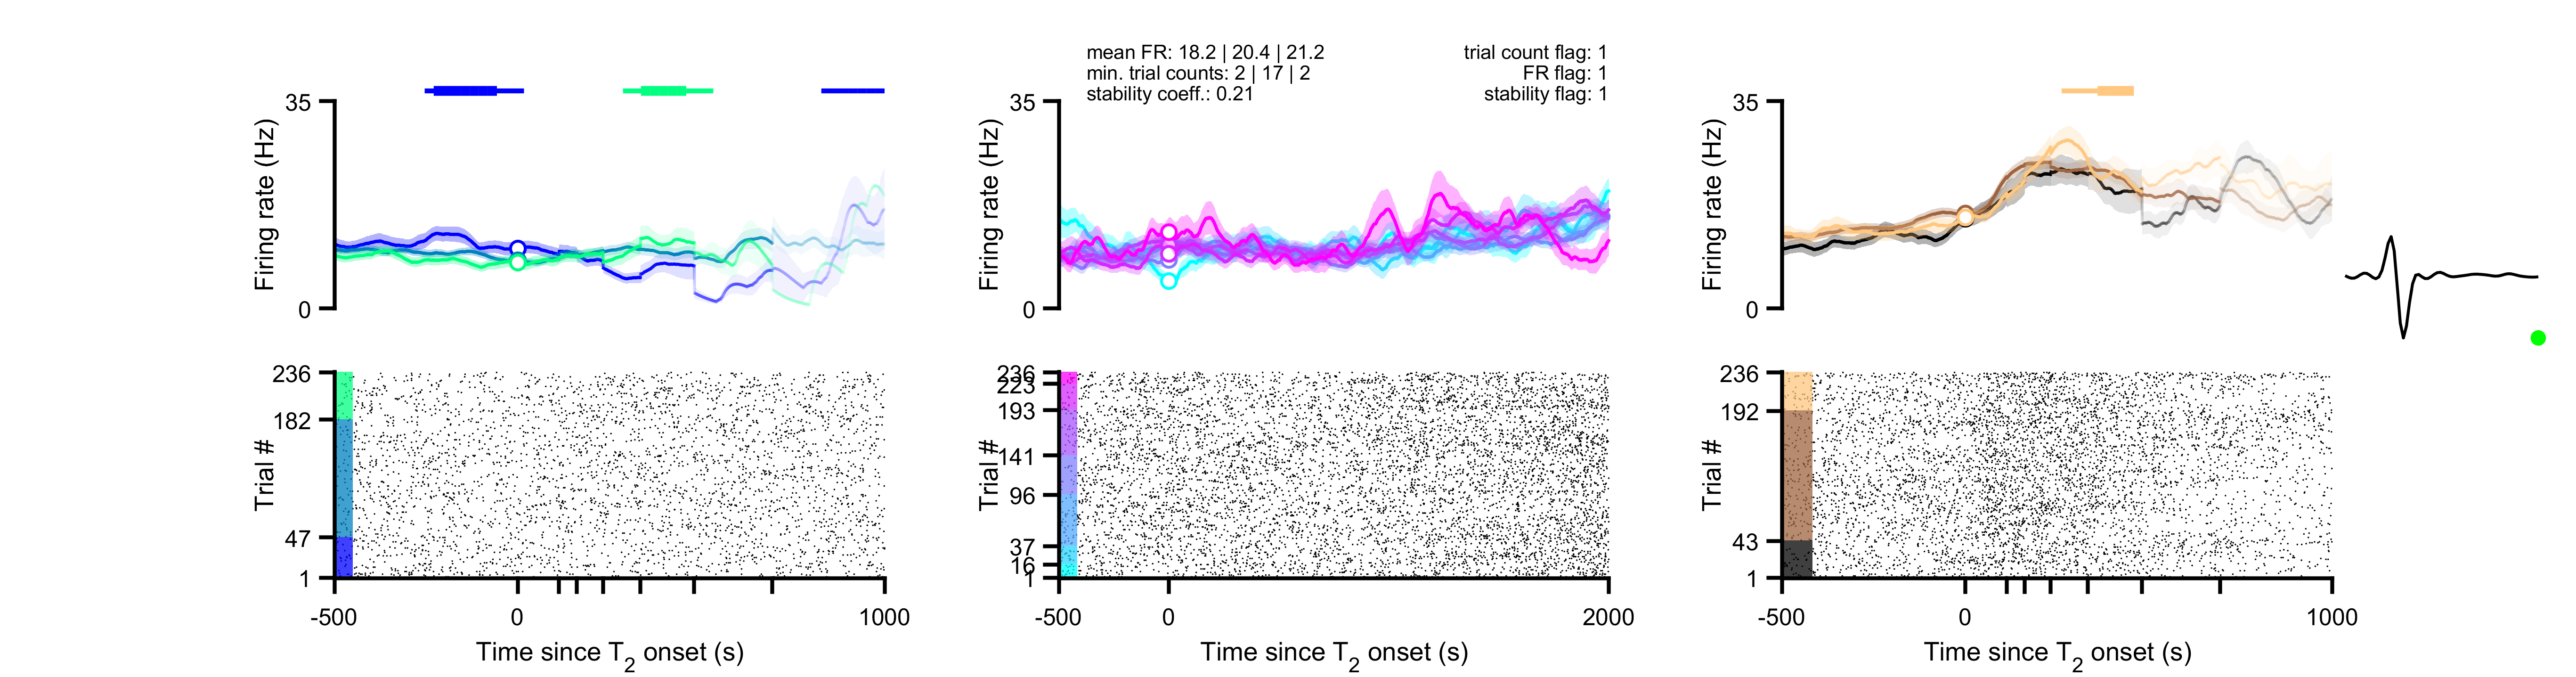 mean FR: 18.2 | 20.4 | 21.2
min. trial counts: 2 | 17 | 2
stability coeff.: 0.21
trial count flag: 1
FR flag: 1
stability flag: 1
35
Firing rate (Hz)
0
35
Firing rate (Hz)
0
35
Firing rate (Hz)
0
236
182
Trial #
47
1
-500
0
1000
Time since T2 onset (s)
236
223
193
141
Trial #
96
37
16
1
-500
0
2000
Time since T2 onset (s)
236
192
Trial #
43
1
-500
0
1000
Time since T2 onset (s)